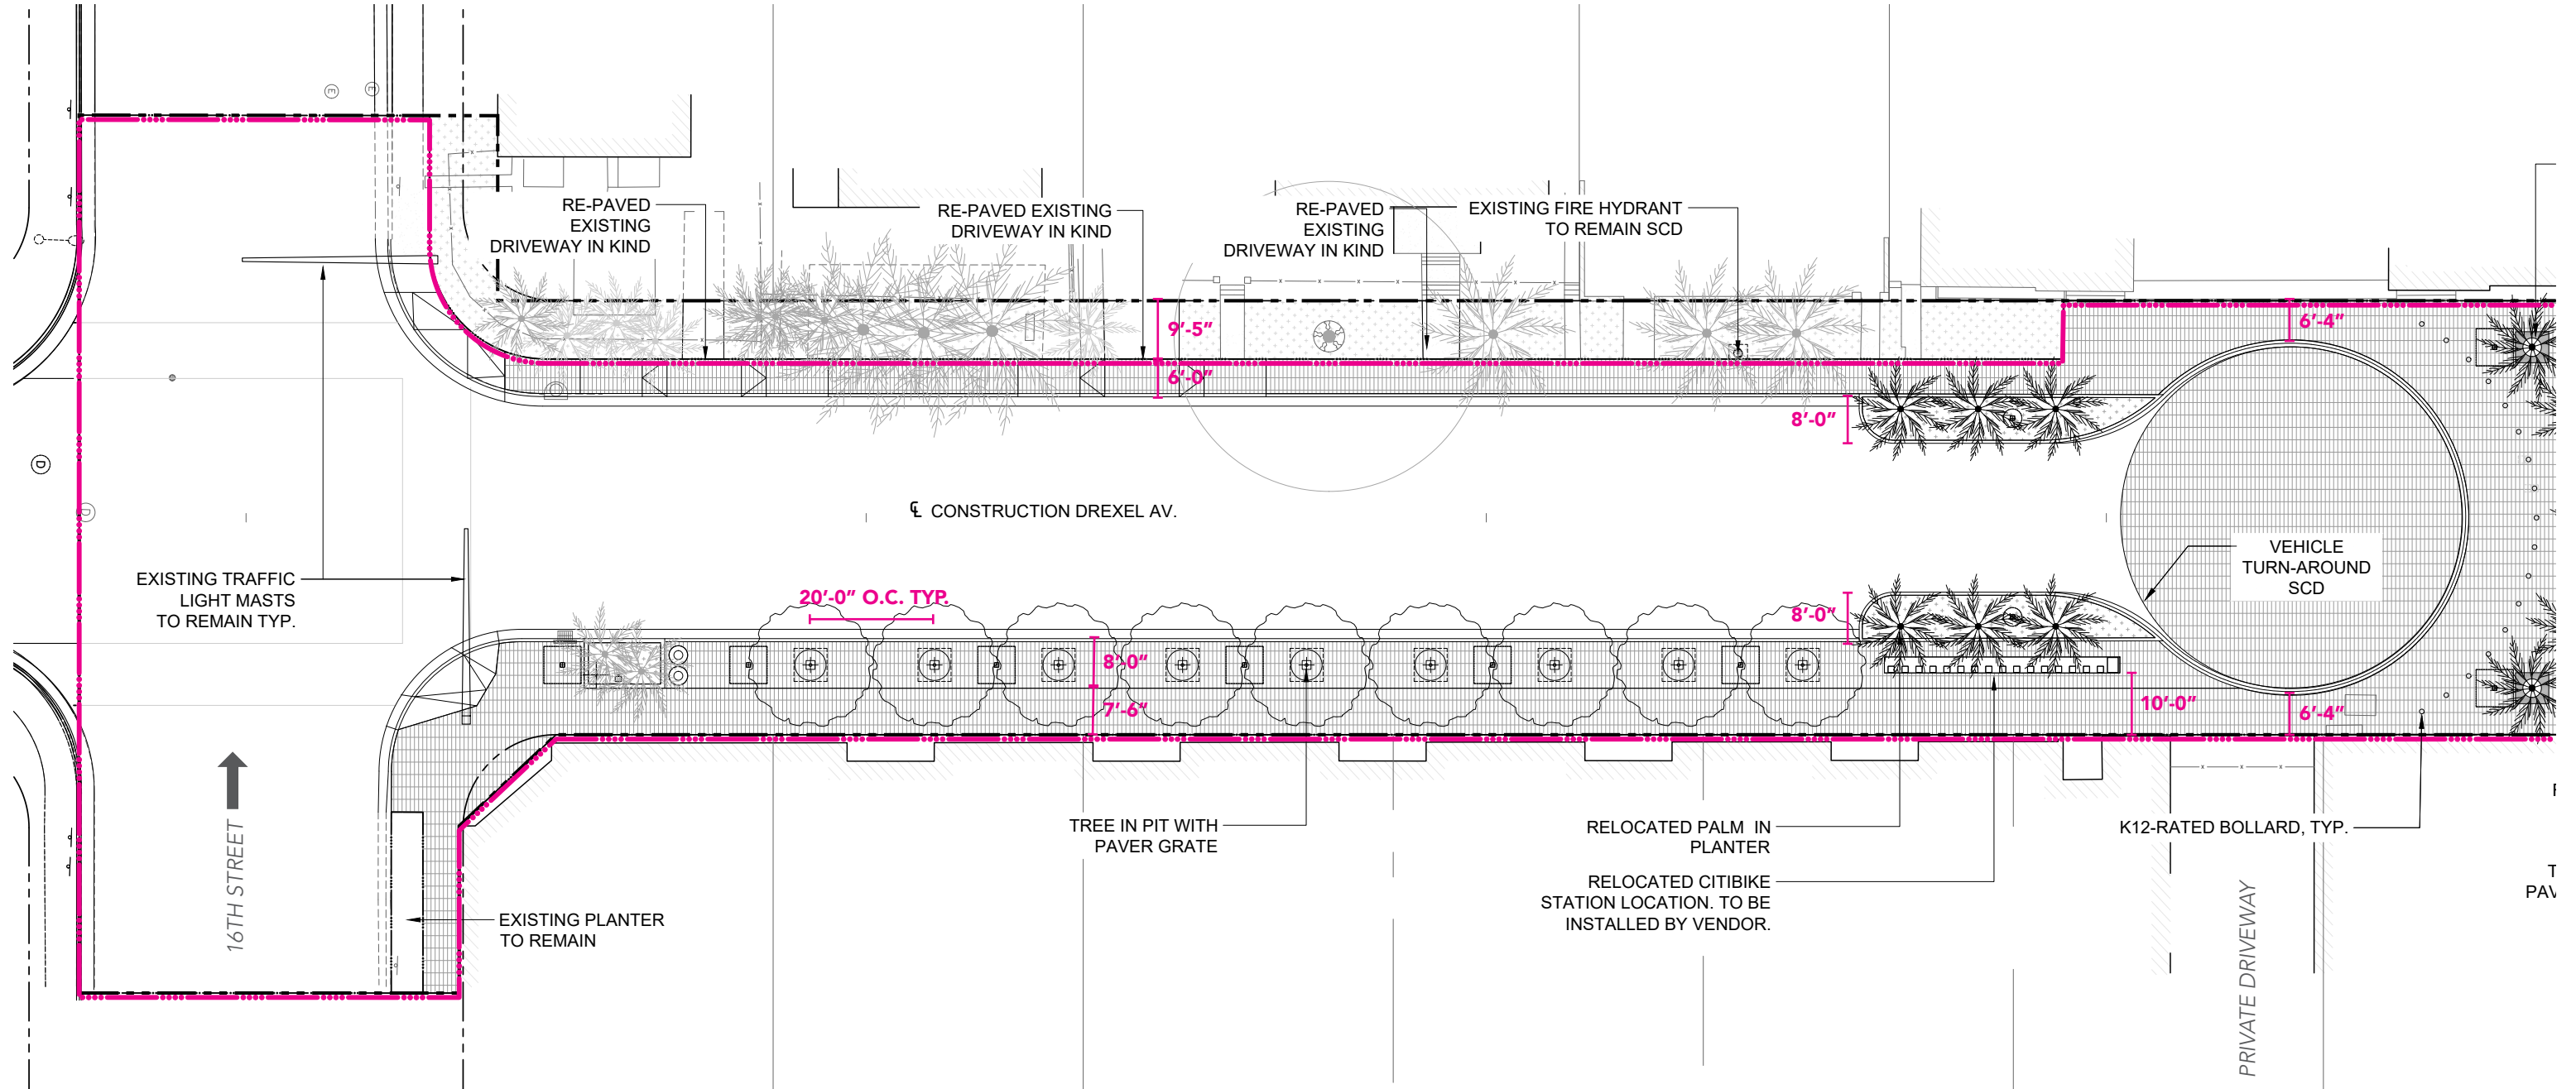 E
E
RE-PAVED
EXISTING
DRIVEWAY IN KIND
RE-PAVED EXISTING
DRIVEWAY IN KIND
RE-PAVED
EXISTING
DRIVEWAY IN KIND
EXISTING FIRE HYDRANT
TO REMAIN SCD
9'-5"
6'-0"
6'-4"
8'-0"
D
D
℄ CONSTRUCTION DREXEL AV.
VEHICLE
TURN-AROUND
SCD
EXISTING TRAFFIC
LIGHT MASTS
TO REMAIN TYP.
20'-0" O.C. TYP.
8'-0"
8'-0"
7'-6"
10'-0"
6'-4"
TREE IN PIT WITH
PAVER GRATE
RELOCATED PALM IN
PLANTER
K12-RATED BOLLARD, TYP.
RELOCATED CITIBIKE
STATION LOCATION. TO BE
INSTALLED BY VENDOR.
EXISTING PLANTER
TO REMAIN
16TH STREET
PRIVATE DRIVEWAY